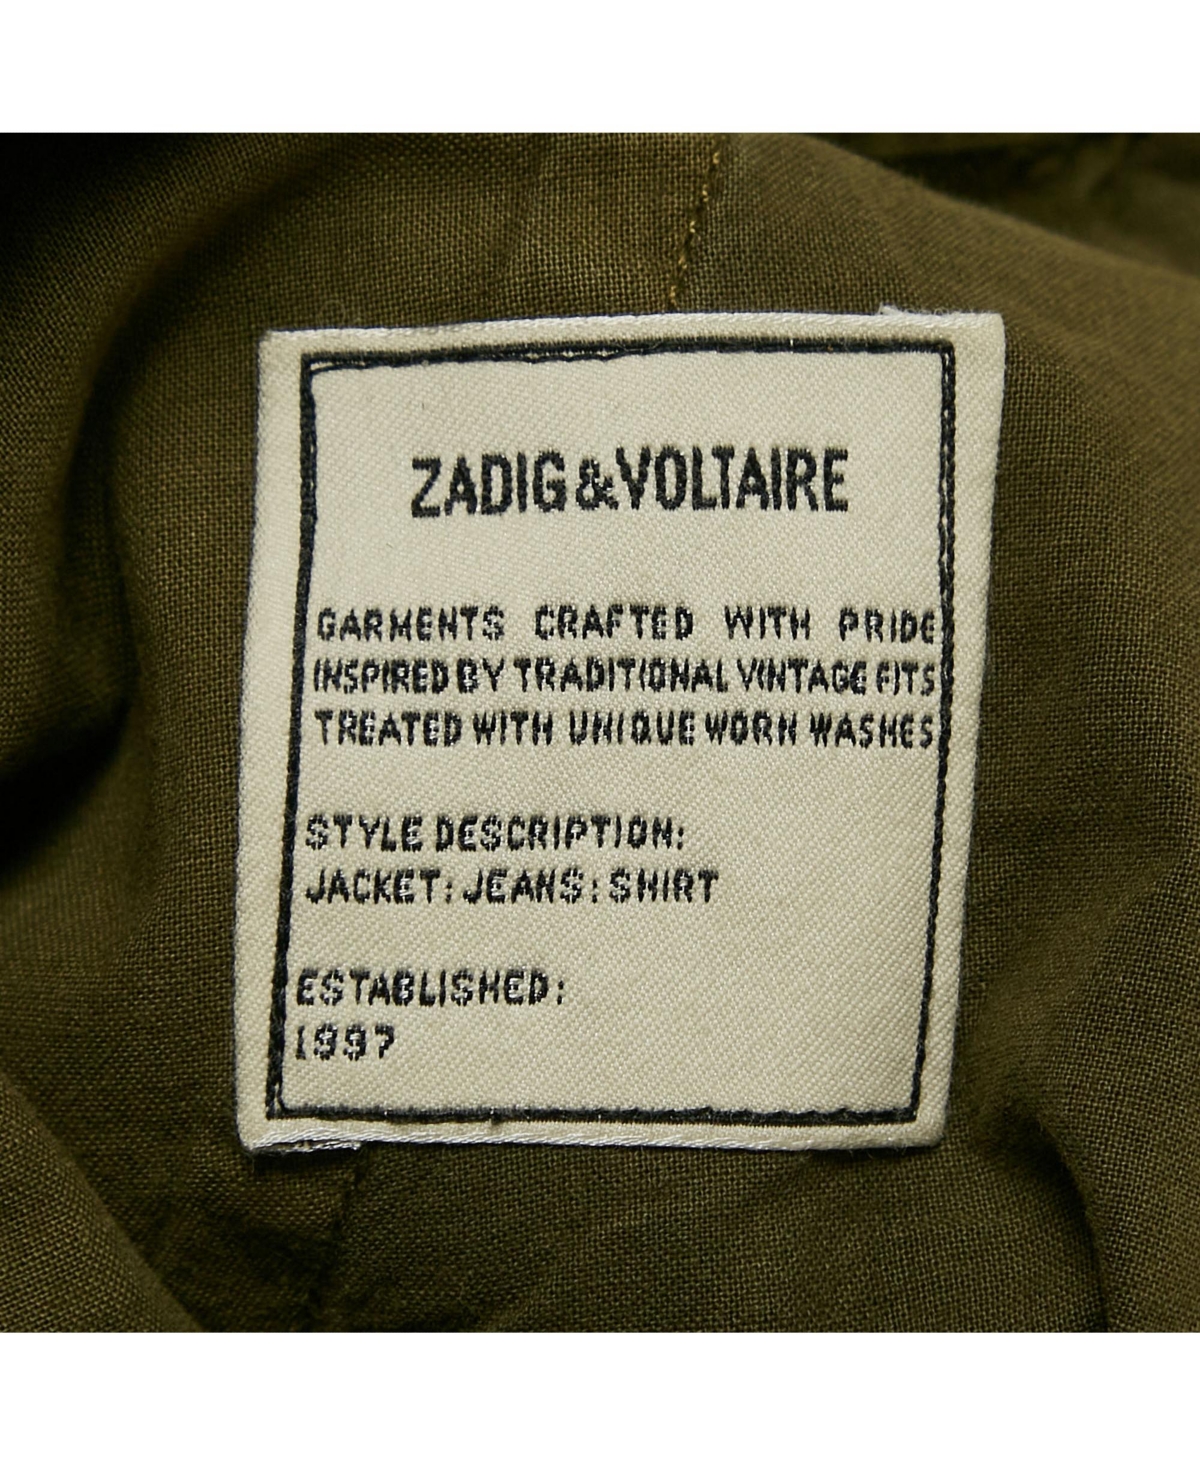 ZADIG&VOLTAIRE
GARMENTS CRAFTED WITH PRIDE
INSPIRED BY TRADITIONAL VINTAGE FITS
TREATED WITH UNIQUE WORN WASHES
STYLE DESCRIPTION:
JACKET: JEANS: SHIRT
ESTABLISHED:
1997